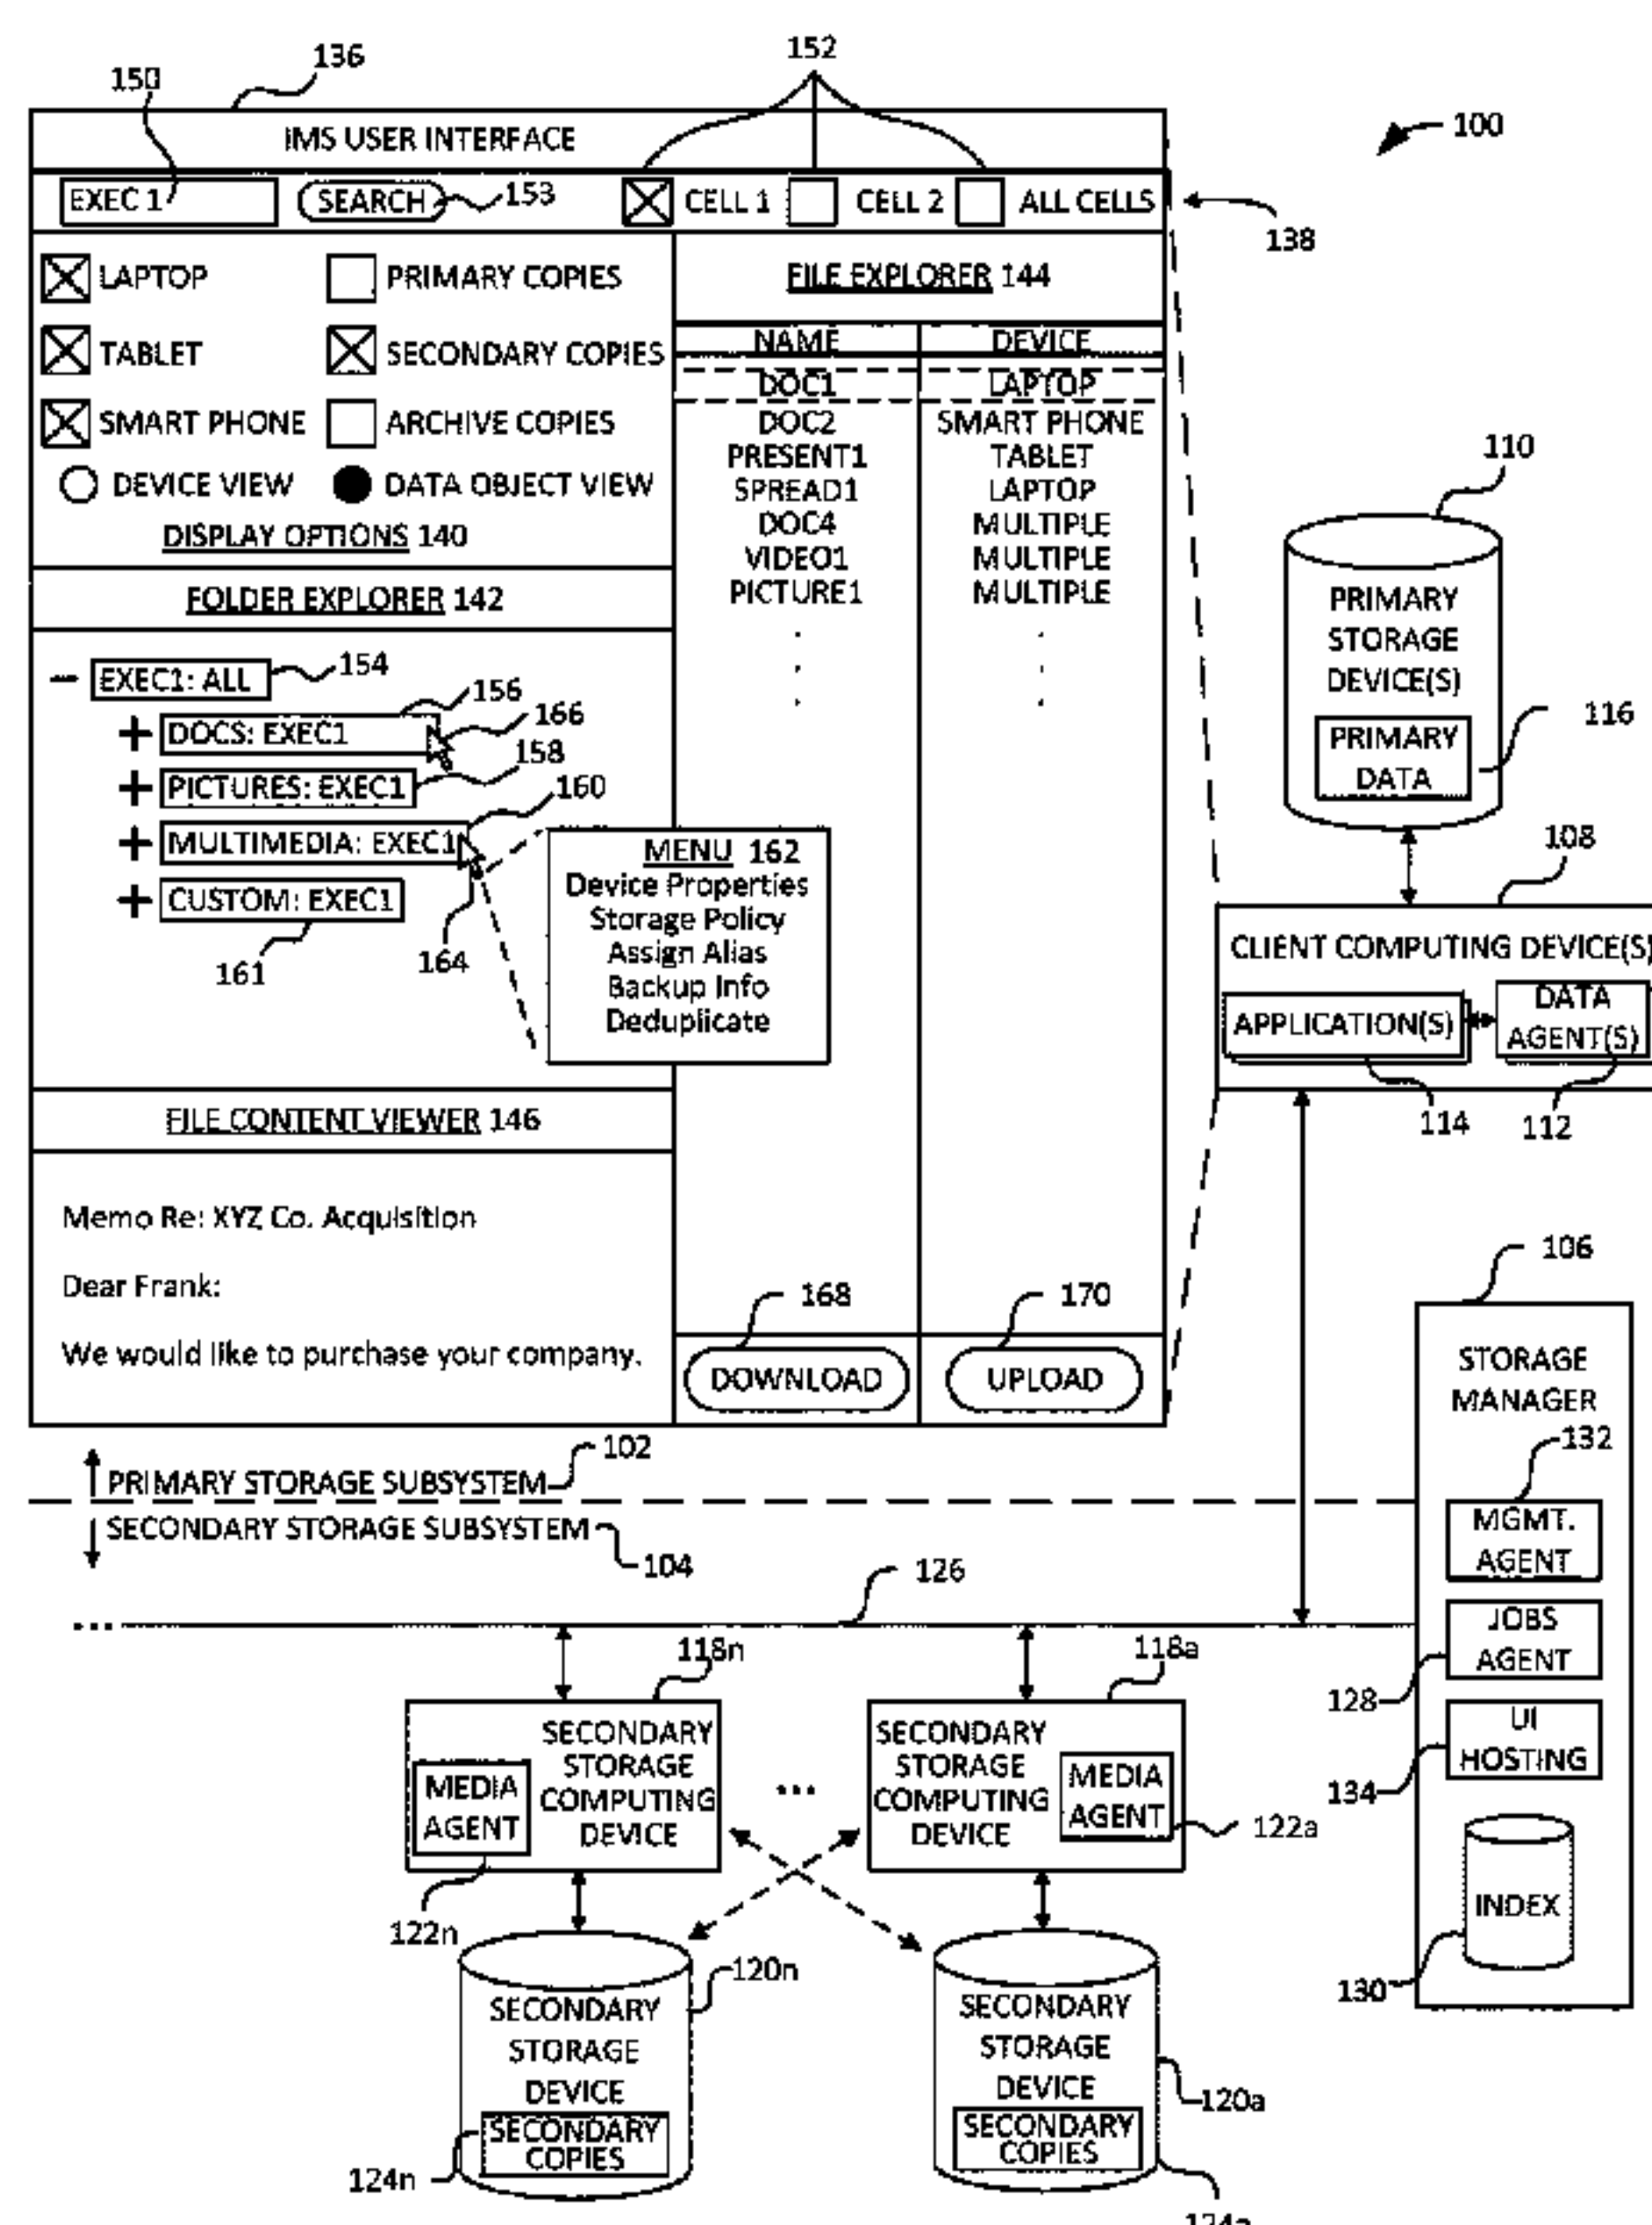 136
152
150
100
IMS USER INTERFACE
EXEC 1
SEARCH
153
CELL 1
CELL 2
ALL CELLS
138
LAPTOP
PRIMARY COPIES
TABLET
SECONDARY COPIES
SMART PHONE
ARCHIVE COPIES
DEVICE VIEW
DATA OBJECT VIEW
DISPLAY OPTIONS 140
FILE EXPLORER 144
NAME DEVICE
DOC1 LAPTOP
DOC2 SMART PHONE
PRESENT1 TABLET
SPREAD1 LAPTOP
DOC4 MULTIPLE
VIDEO1 MULTIPLE
PICTURE1 MULTIPLE
FOLDER EXPLORER 142
– EXEC1: ALL
154
156
+ DOCS: EXEC1
166
158
+ PICTURES: EXEC1
160
+ MULTIMEDIA: EXEC1
+ CUSTOM: EXEC1
161
164
MENU 162
Device Properties
Storage Policy
Assign Alias
Backup Info
Deduplicate
FILE CONTENT VIEWER 146
Memo Re: XYZ Co. Acquisition
Dear Frank:
We would like to purchase your company.
168
170
DOWNLOAD
UPLOAD
110
PRIMARY
STORAGE
DEVICE(S)
116
PRIMARY
DATA
108
CLIENT COMPUTING DEVICE(S)
APPLICATION(S)
DATA
AGENT(S)
114
112
106
STORAGE
MANAGER
132
MGMT.
AGENT
JOBS
AGENT
128
UI
HOSTING
134
INDEX
130
102
PRIMARY STORAGE SUBSYSTEM
SECONDARY STORAGE SUBSYSTEM
104
126
...
118n
118a
SECONDARY
STORAGE
COMPUTING
DEVICE
MEDIA
AGENT
...
SECONDARY
STORAGE
COMPUTING
DEVICE
MEDIA
AGENT
122a
122n
120n
SECONDARY
STORAGE
DEVICE
SECONDARY
COPIES
124n
SECONDARY
STORAGE
DEVICE
120a
SECONDARY
COPIES